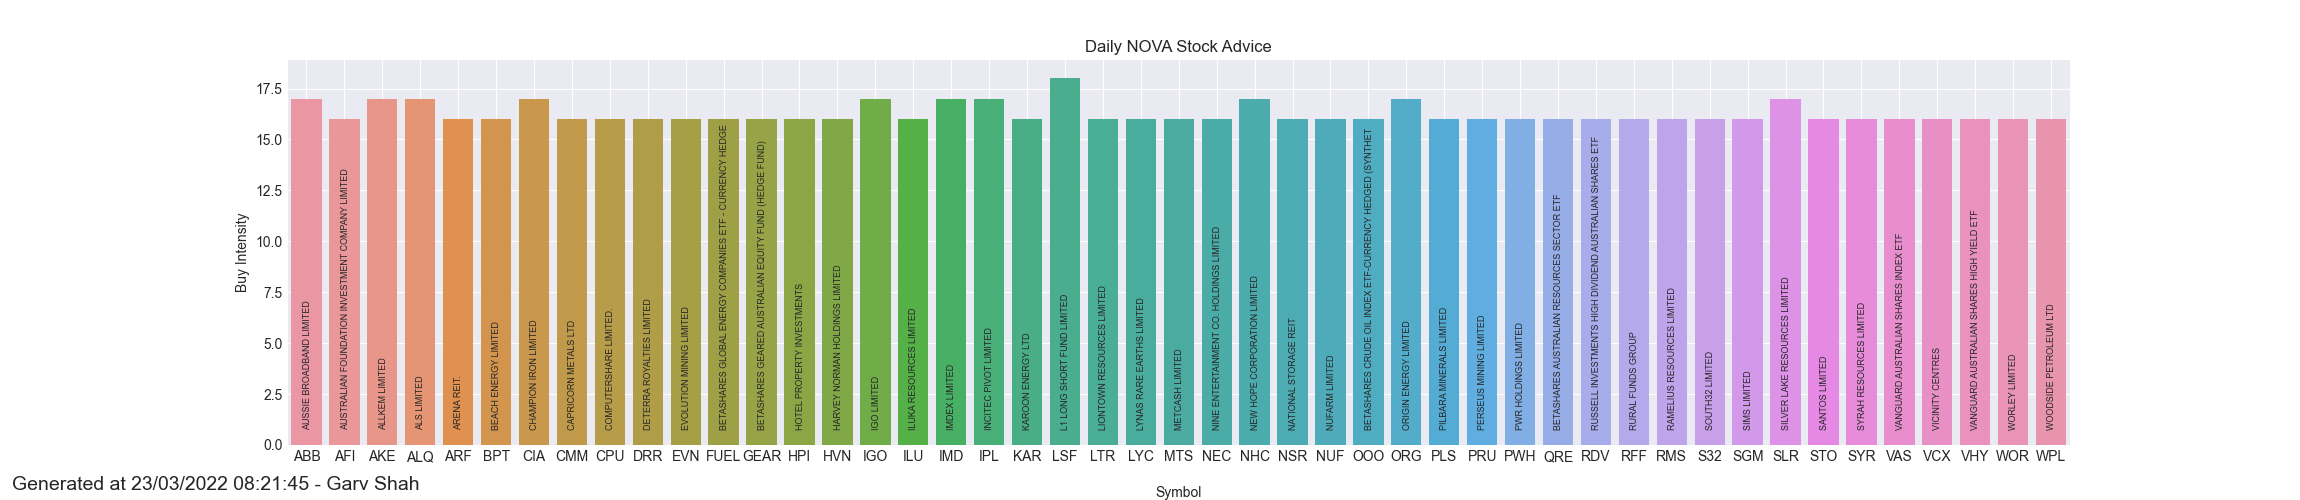 Daily NOVA Stock Advice
Buy Intensity
17.5
15.0
12.5
10.0
7.5
5.0
2.5
0.0
AUSSIE BROADBAND LIMITED
AUSTRALIAN FOUNDATION INVESTMENT COMPANY LIMITED
ALLKEM LIMITED
ALS LIMITED
ARENA REIT.
BEACH ENERGY LIMITED
CHAMPION IRON LIMITED
CAPRICORN METALS LTD
COMPUTERSHARE LIMITED.
DETERRA ROYALTIES LIMITED
EVOLUTION MINING LIMITED
BETASHARES GLOBAL ENERGY COMPANIES ETF - CURRENCY HEDGE
BETASHARES GEARED AUSTRALIAN EQUITY FUND (HEDGE FUND)
HOTEL PROPERTY INVESTMENTS
HARVEY NORMAN HOLDINGS LIMITED
IGO LIMITED
ILUKA RESOURCES LIMITED
IMDEX LIMITED
INCITEC PIVOT LIMITED
KAROON ENERGY LTD
L1 LONG SHORT FUND LIMITED
LIONTOWN RESOURCES LIMITED
LYNAS RARE EARTHS LIMITED
METCASH LIMITED
NINE ENTERTAINMENT CO. HOLDINGS LIMITED
NEW HOPE CORPORATION LIMITED
NATIONAL STORAGE REIT
NUFARM LIMITED
BETASHARES CRUDE OIL INDEX ETF-CURRENCY HEDGED (SYNTHET
ORIGIN ENERGY LIMITED
PILBARA MINERALS LIMITED
PERSEUS MINING LIMITED
PWR HOLDINGS LIMITED
BETASHARES AUSTRALIAN RESOURCES SECTOR ETF
RUSSELL INVESTMENTS HIGH DIVIDEND AUSTRALIAN SHARES ETF
RURAL FUNDS GROUP
RAMELIUS RESOURCES LIMITED
SOUTH32 LIMITED
SIMS LIMITED
SILVER LAKE RESOURCES LIMITED
SANTOS LIMITED
SYRAH RESOURCES LIMITED
VANGUARD AUSTRALIAN SHARES INDEX ETF
VICINITY CENTRES
VANGUARD AUSTRALIAN SHARES HIGH YIELD ETF
WORLEY LIMITED
WOODSIDE PETROLEUM LTD
ABB AFI AKE ALQ ARF BPT CIA CMM CPU DRR EVN FUEL GEAR HPI HVN IGO ILU IMD IPL KAR LSF LTR LYC MTS NEC NHC NSR NUF OOO ORG PLS PRU PWH QRE RDV RFF RMS S32 SGM SLR STO SYR VAS VCX VHY WOR WPL
Symbol
Generated at 23/03/2022 08:21:45 - Garv Shah